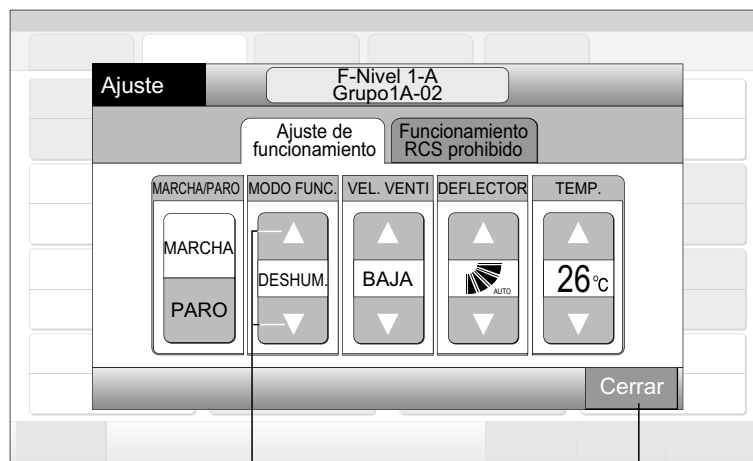 Ajuste
F-Nivel 1-A
Grupo1A-02
Ajuste de
funcionamiento
Funcionamiento
RCS prohibido
MARCHA/PARO MODO FUNC. VEL. VENTI DEFLECTOR TEMP.
MARCHA
PARO
DESHUM.
BAJA
AUTO
26°C
Cerrar